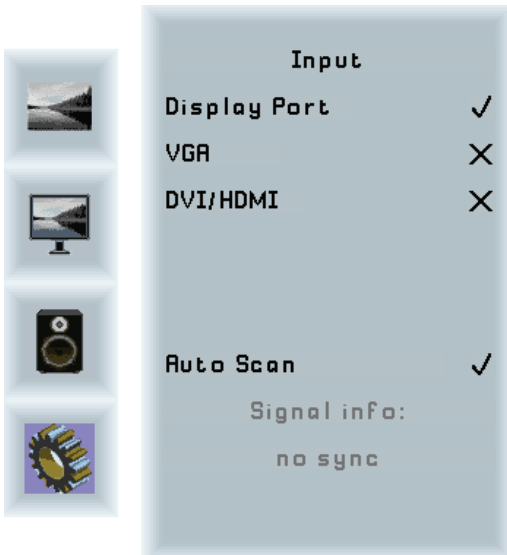 Input
Display Port ✓
VGA ✕
DVI/HDMI ✕
Auto Scan ✓
Signal info:
no sync